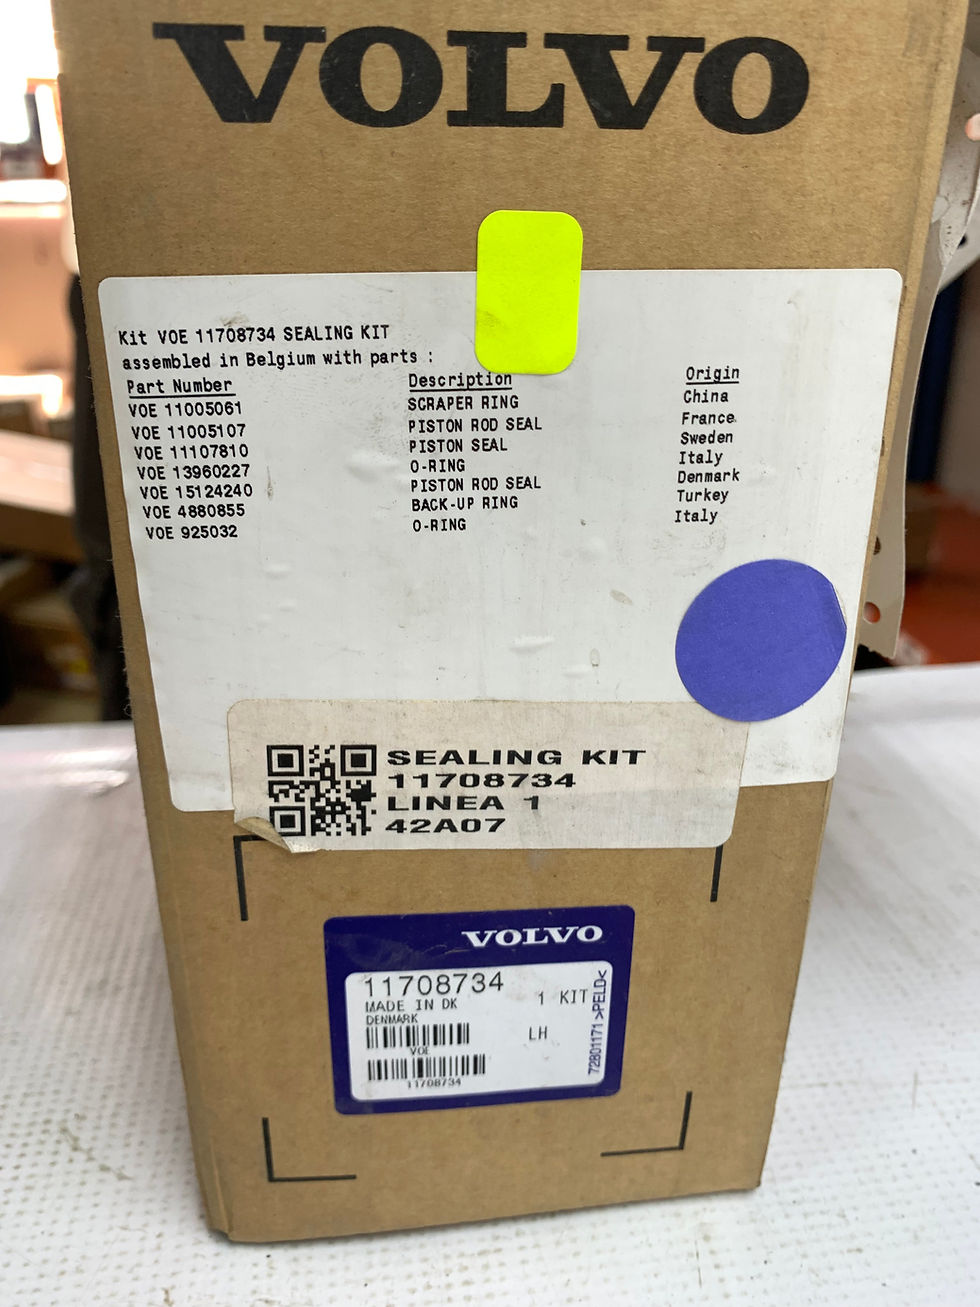 VOLVO
Kit VOE 11708734 SEALING KIT
assembled in Belgium with parts :
Part Number Description Origin
VOE 11005061 SCRAPER RING China
VOE 11005107 PISTON ROD SEAL France
VOE 11107810 PISTON SEAL Sweden
VOE 13960227 O-RING Italy
VOE 15124240 PISTON ROD SEAL Denmark
VOE 4880855 BACK-UP RING Turkey
VOE 925032 O-RING Italy
SEALING KIT
11708734
LINEA 1
42A07
VOLVO
11708734
MADE IN DK 1 KIT
DENMARK
LH
VOE
11708734
72801171 >PELD<